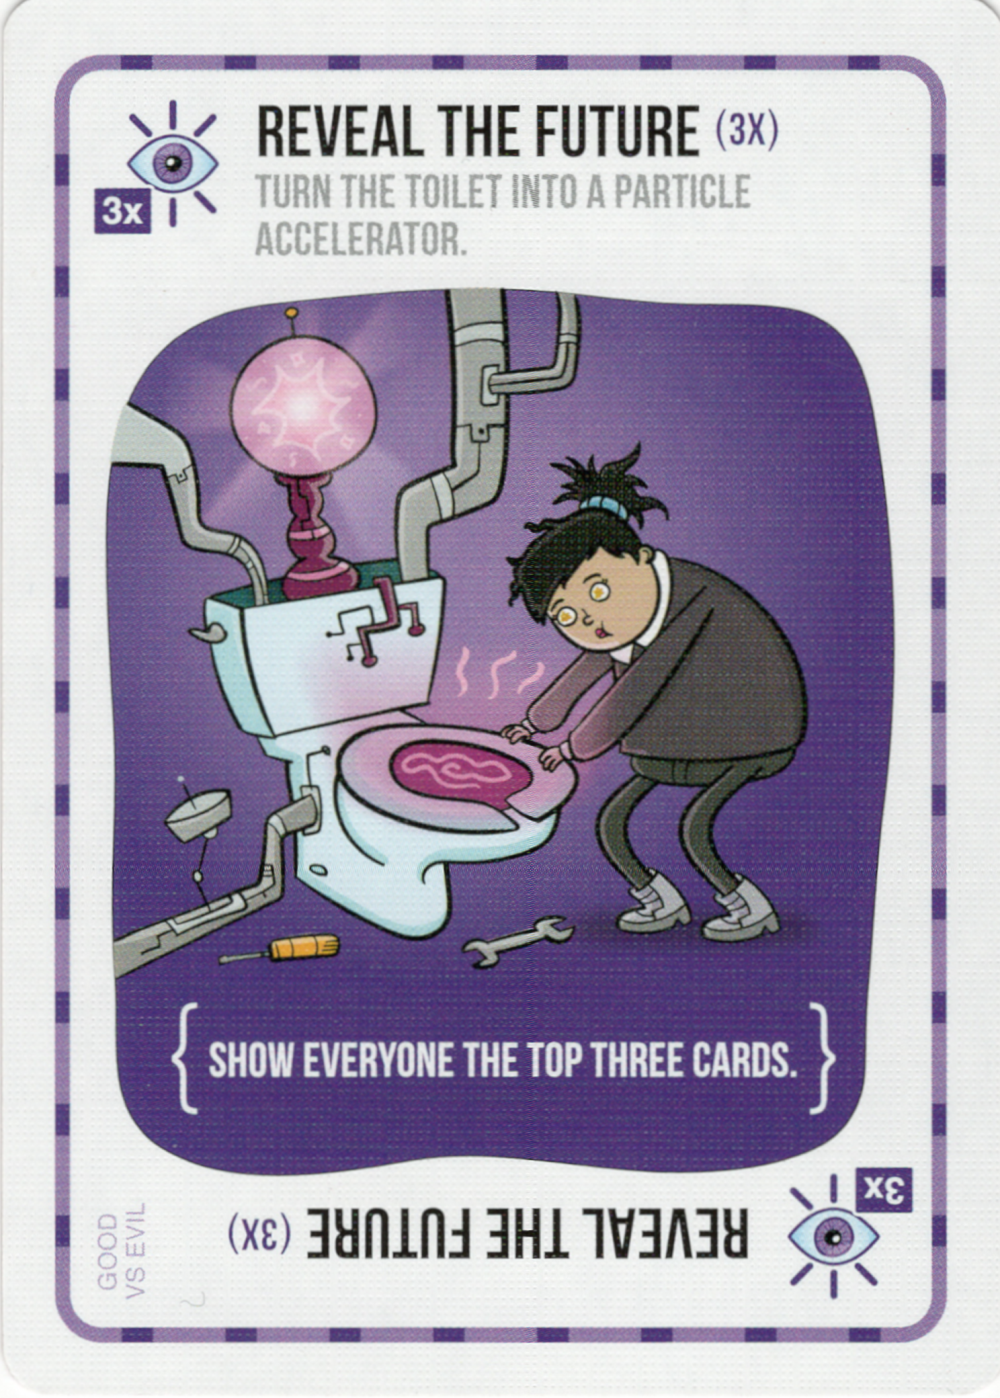 REVEAL THE FUTURE (3X)
3x
TURN THE TOILET INTO A PARTICLE
ACCELERATOR.
{ SHOW EVERYONE THE TOP THREE CARDS. }
3x
REVEAL THE FUTURE (3X)
GOOD
VS EVIL